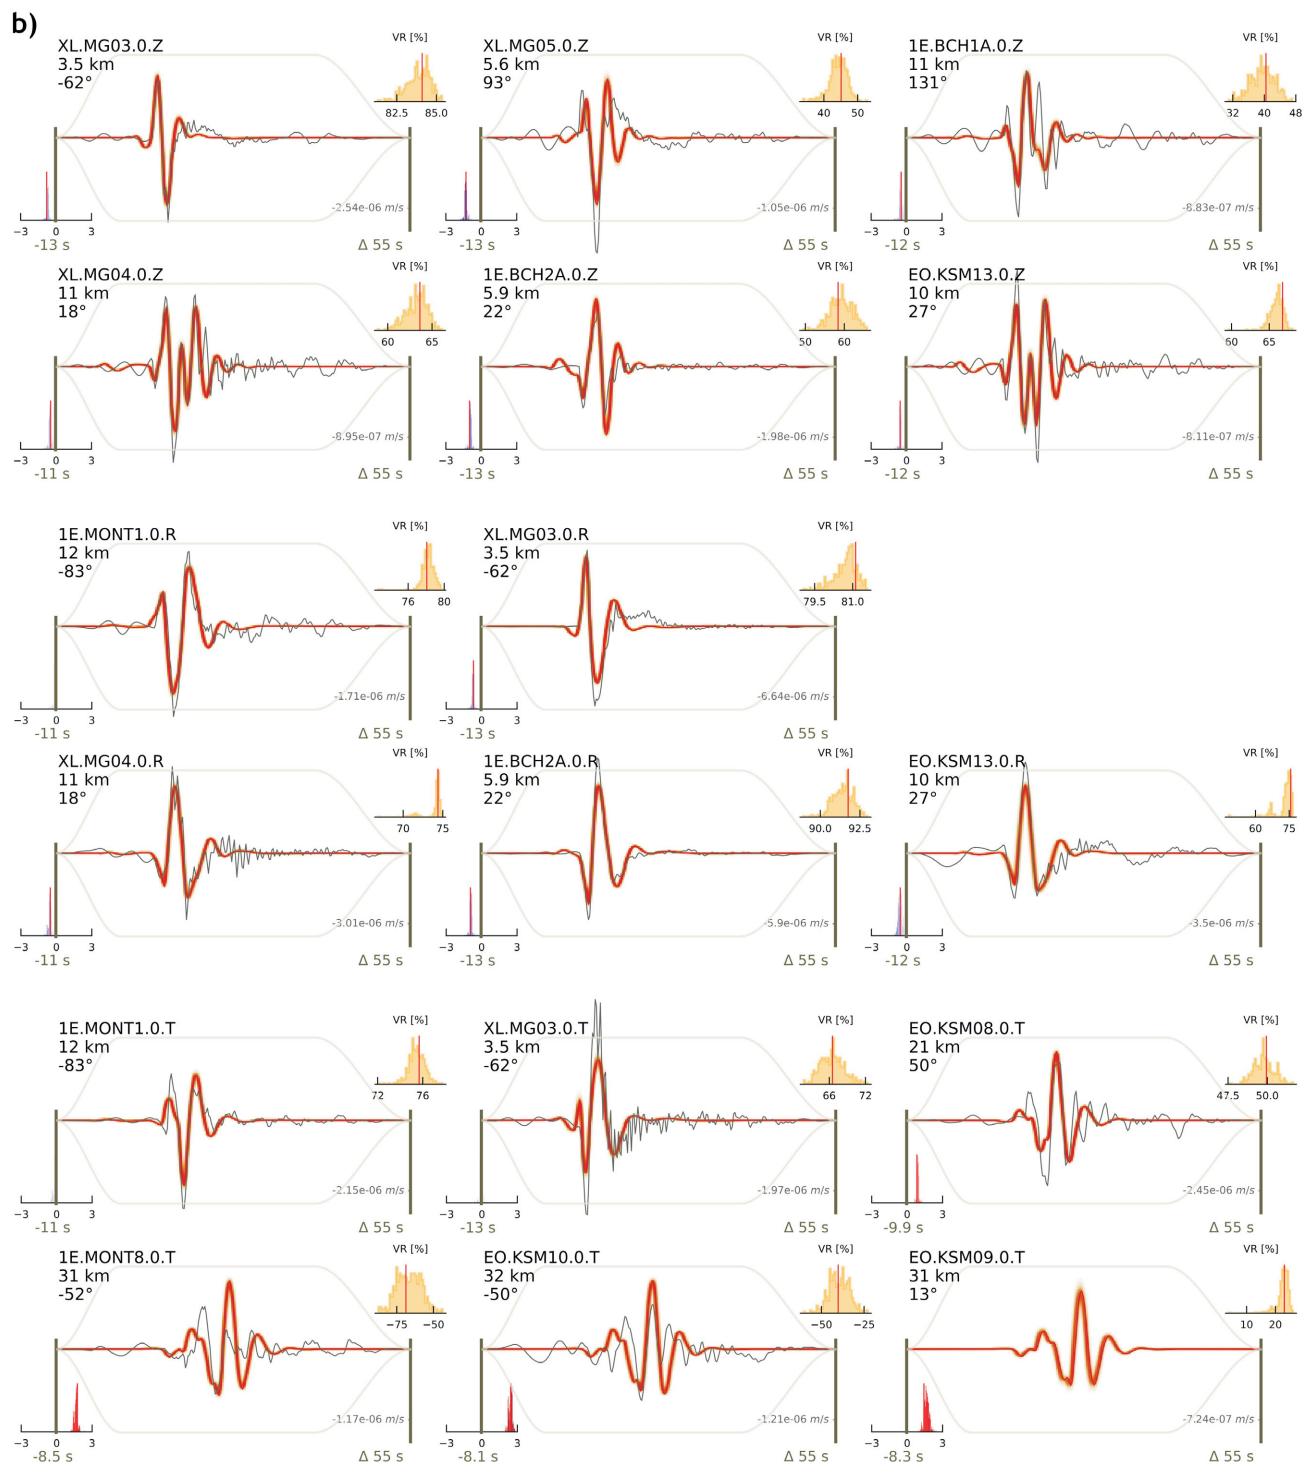 b)
XL.MG03.0.Z
3.5 km
-62°
VR [%]
82.5 85.0
-2.54e-06 m/s
−3 0 3
-13 s
Δ 55 s
XL.MG05.0.Z
5.6 km
93°
VR [%]
40 50
-1.05e-06 m/s
−3 0 3
-13 s
Δ 55 s
1E.BCH1A.0.Z
11 km
131°
VR [%]
32 40 48
-8.83e-07 m/s
−3 0 3
-12 s
Δ 55 s
XL.MG04.0.Z
11 km
18°
VR [%]
60 65
-8.95e-07 m/s
−3 0 3
-11 s
Δ 55 s
1E.BCH2A.0.Z
5.9 km
22°
VR [%]
50 60
-1.98e-06 m/s
−3 0 3
-13 s
Δ 55 s
EO.KSM13.0.Z
10 km
27°
VR [%]
60 65
-8.11e-07 m/s
−3 0 3
-12 s
Δ 55 s
1E.MONT1.0.R
12 km
-83°
VR [%]
76 80
-1.71e-06 m/s
−3 0 3
-11 s
Δ 55 s
XL.MG03.0.R
3.5 km
-62°
VR [%]
79.5 81.0
-6.64e-06 m/s
−3 0 3
-13 s
Δ 55 s
XL.MG04.0.R
11 km
18°
VR [%]
70 75
-3.01e-06 m/s
−3 0 3
-11 s
Δ 55 s
1E.BCH2A.0.R
5.9 km
22°
VR [%]
90.0 92.5
-5.9e-06 m/s
−3 0 3
-13 s
Δ 55 s
EO.KSM13.0.R
10 km
27°
VR [%]
60 75
-3.5e-06 m/s
−3 0 3
-12 s
Δ 55 s
1E.MONT1.0.T
12 km
-83°
VR [%]
72 76
-2.15e-06 m/s
−3 0 3
-11 s
Δ 55 s
XL.MG03.0.T
3.5 km
-62°
VR [%]
66 72
-1.97e-06 m/s
−3 0 3
-13 s
Δ 55 s
EO.KSM08.0.T
21 km
50°
VR [%]
47.5 50.0
-2.45e-06 m/s
−3 0 3
-9.9 s
Δ 55 s
1E.MONT8.0.T
31 km
-52°
VR [%]
−75 −50
-1.17e-06 m/s
−3 0 3
-8.5 s
Δ 55 s
EO.KSM10.0.T
32 km
-50°
VR [%]
−50 −25
-1.21e-06 m/s
−3 0 3
-8.1 s
Δ 55 s
EO.KSM09.0.T
31 km
13°
VR [%]
10 20
-7.24e-07 m/s
−3 0 3
-8.3 s
Δ 55 s